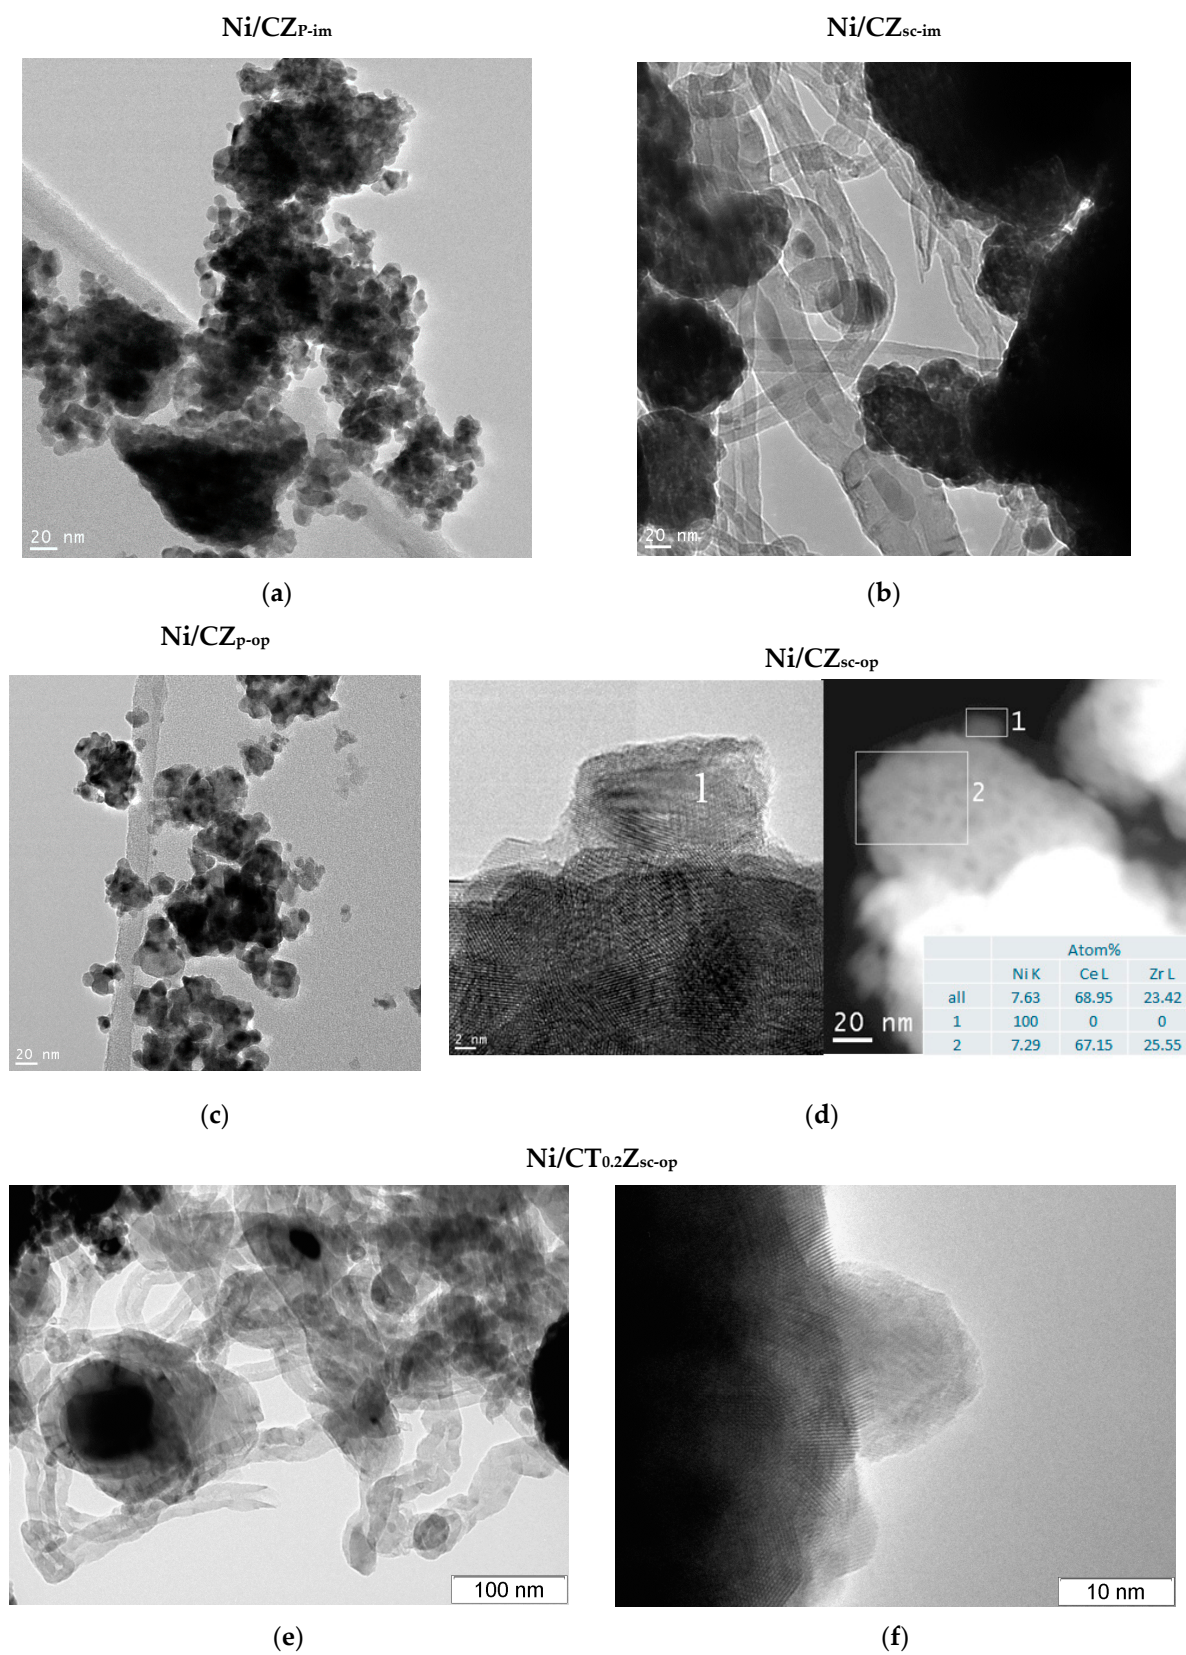 Ni/CZP-im
Ni/CZsc-im
20 nm
20 nm
(a)
(b)
Ni/CZp-op
Ni/CZsc-op
1
1
2
20 nm
2 nm
20 nm
Atom%
Ni K Ce L Zr L
all 7.63 68.95 23.42
1 100 0 0
2 7.29 67.15 25.55
(c)
(d)
Ni/CT0.2Zsc-op
100 nm
10 nm
(e)
(f)